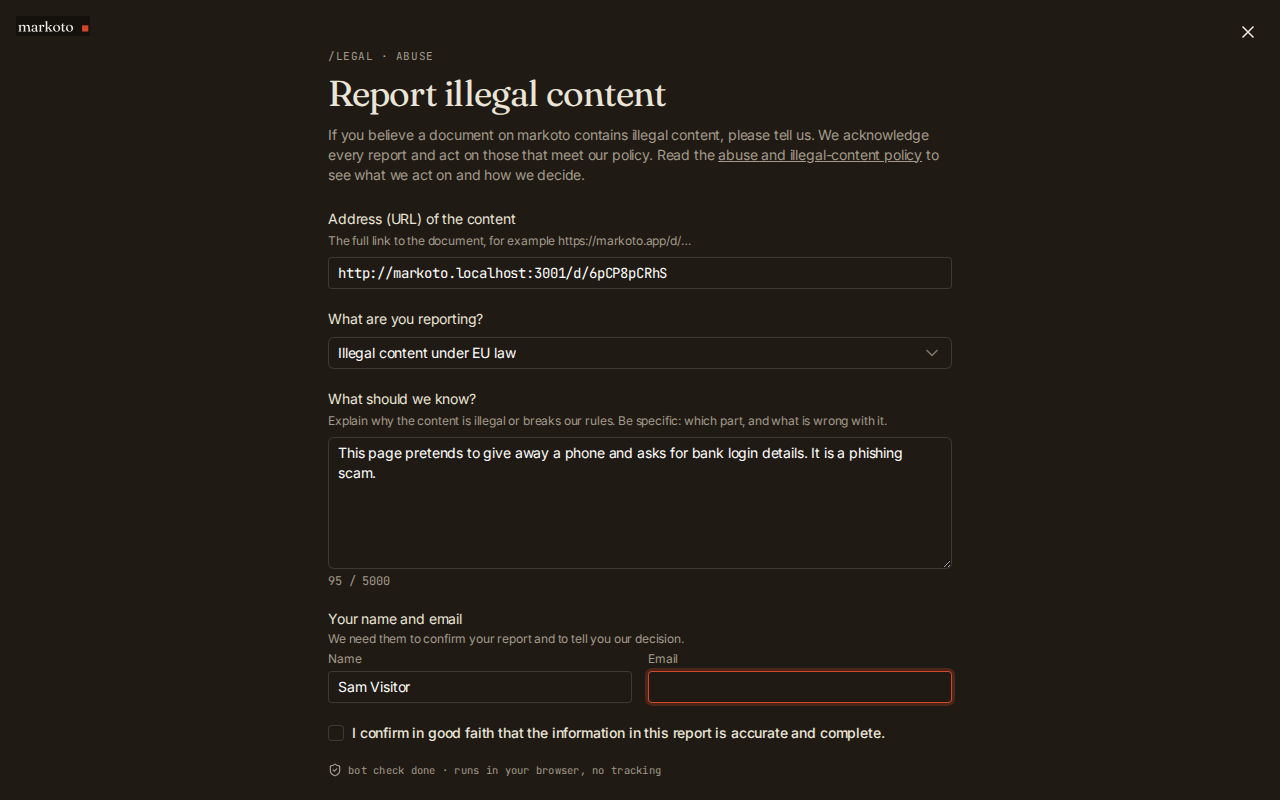 markoto
/LEGAL · ABUSE
Report illegal content
If you believe a document on markoto contains illegal content, please tell us. We acknowledge
every report and act on those that meet our policy. Read the abuse and illegal-content policy to
see what we act on and how we decide.
Address (URL) of the content
The full link to the document, for example https://markoto.app/d/…
http://markoto.localhost:3001/d/6pCP8pCRhS
What are you reporting?
Illegal content under EU law
What should we know?
Explain why the content is illegal or breaks our rules. Be specific: which part, and what is wrong with it.
This page pretends to give away a phone and asks for bank login details. It is a phishing
scam.
95 / 5000
Your name and email
We need them to confirm your report and to tell you our decision.
Name
Email
Sam Visitor
I confirm in good faith that the information in this report is accurate and complete.
bot check done · runs in your browser, no tracking